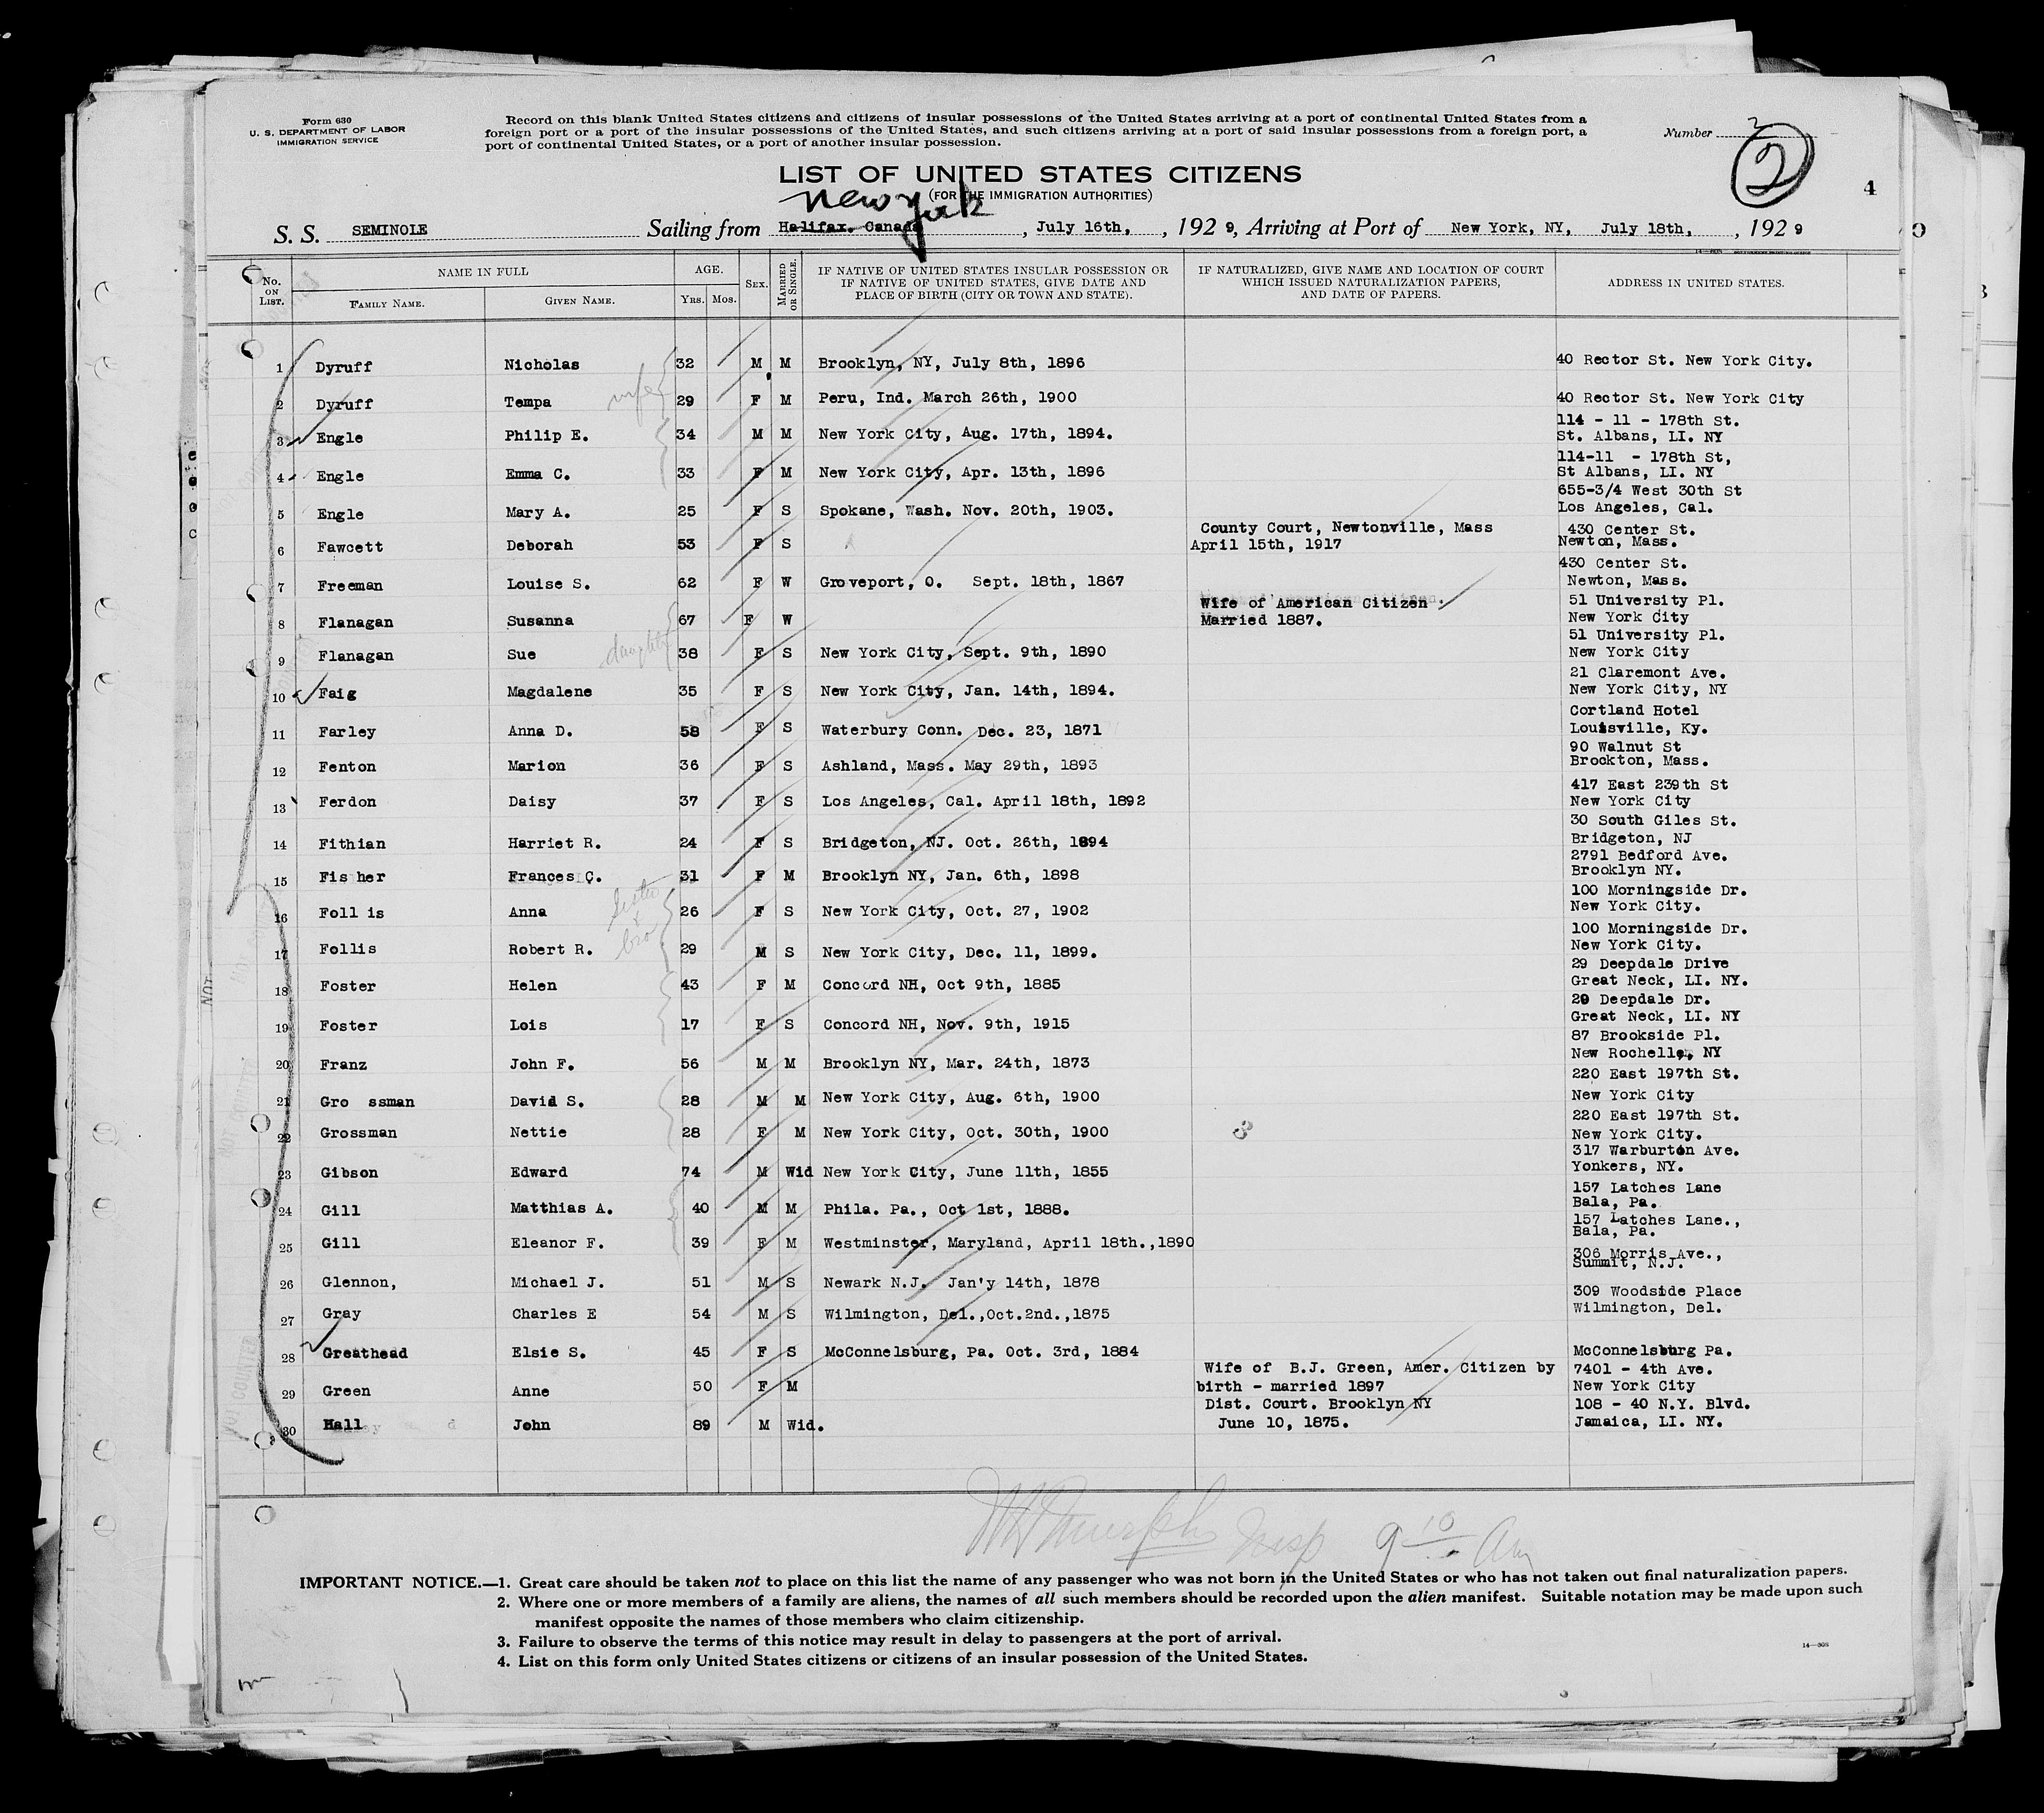 Form 630
U. S. DEPARTMENT OF LABOR
IMMIGRATION SERVICE
Record on this blank United States citizens and citizens of insular possessions of the United States arriving at a port of continental United States from a
foreign port or a port of the insular possessions of the United States, and such citizens arriving at a port of said insular possessions from a foreign port, a
port of continental United States, or a port of another insular possession.
Number 2
2
4
LIST OF UNITED STATES CITIZENS
(FOR THE IMMIGRATION AUTHORITIES)
New York
S. S. SEMINOLE Sailing from Halifax. Canada, July 16th, , 192 9, Arriving at Port of New York, NY, July 18th, , 192 9
No. ON LIST. NAME IN FULL FAMILY NAME. GIVEN NAME. AGE. Yrs. Mos. SEX. MARRIED OR SINGLE.
IF NATIVE OF UNITED STATES INSULAR POSSESSION OR
IF NATIVE OF UNITED STATES, GIVE DATE AND
PLACE OF BIRTH (CITY OR TOWN AND STATE).
IF NATURALIZED, GIVE NAME AND LOCATION OF COURT
WHICH ISSUED NATURALIZATION PAPERS,
AND DATE OF PAPERS.
ADDRESS IN UNITED STATES.
1 Dyruff Nicholas 32 M M Brooklyn, NY, July 8th, 1896 40 Rector St. New York City.
2 Dyruff Tempa wife 29 F M Peru, Ind. March 26th, 1900 40 Rector St. New York City
114 - 11 - 178th St.
3 Engle Philip E. 34 M M New York City, Aug. 17th, 1894. St. Albans, LI. NY
114-11 - 178th St,
4 Engle Emma C. 33 F M New York City, Apr. 13th, 1896 St Albans, LI. NY
655-3/4 West 30th St
5 Engle Mary A. 25 F S Spokane, Wash. Nov. 20th, 1903. Los Angeles, Cal.
County Court, Newtonville, Mass 430 Center St.
6 Fawcett Deborah 53 F S April 15th, 1917 Newton, Mass.
430 Center St.
7 Freeman Louise S. 62 F W Groveport, O. Sept. 18th, 1867 Newton, Mass.
Wife of American Citizen 51 University Pl.
8 Flanagan Susanna 67 F W Married 1887. New York City
51 University Pl.
9 Flanagan Sue daughter 38 F S New York City, Sept. 9th, 1890 New York City
21 Claremont Ave.
10 Faig Magdalene 35 F S New York City, Jan. 14th, 1894. New York City, NY
Cortland Hotel
11 Farley Anna D. 58 F S Waterbury Conn. Dec. 23, 1871 Louisville, Ky.
90 Walnut St
12 Fenton Marion 36 F S Ashland, Mass. May 29th, 1893 Brockton, Mass.
417 East 239th St
13 Ferdon Daisy 37 F S Los Angeles, Cal. April 18th, 1892 New York City
30 South Giles St.
14 Fithian Harriet R. 24 F S Bridgeton, NJ. Oct. 26th, 1894 Bridgeton, NJ
2791 Bedford Ave.
15 Fis her Frances C. 31 F M Brooklyn NY, Jan. 6th, 1898 Brooklyn NY.
100 Morningside Dr.
16 Foll is Anna Sister 26 F S New York City, Oct. 27, 1902 New York City.
100 Morningside Dr.
17 Follis Robert R. bro 29 M S New York City, Dec. 11, 1899. New York City.
29 Deepdale Drive
18 Foster Helen 43 F M Concord NH, Oct 9th, 1885 Great Neck, LI. NY.
29 Deepdale Dr.
19 Foster Lois 17 F S Concord NH, Nov. 9th, 1915 Great Neck, LI. NY
87 Brookside Pl.
20 Franz John F. 56 M M Brooklyn NY, Mar. 24th, 1873 New Rochelle, NY
220 East 197th St.
21 Gro ssman David S. 28 M M New York City, Aug. 6th, 1900 New York City
220 East 197th St.
22 Grossman Nettie 28 F M New York City, Oct. 30th, 1900 New York City.
317 Warburton Ave.
23 Gibson Edward 74 M Wid New York City, June 11th, 1855 Yonkers, NY.
157 Latches Lane
24 Gill Matthias A. 40 M M Phila. Pa., Oct 1st, 1888. Bala, Pa.
157 Latches Lane.,
25 Gill Eleanor F. 39 F M Westminster, Maryland, April 18th.,1890 Bala, Pa.
306 Morris Ave.,
Summit, N.J.
26 Glennon, Michael J. 51 M S Newark N.J. Jan'y 14th, 1878
309 Woodside Place
27 Gray Charles E 54 M S Wilmington, Del.,Oct.2nd.,1875 Wilmington, Del.
28 Greathead Elsie S. 45 F S McConnelsburg, Pa. Oct. 3rd, 1884 McConnelsburg Pa.
Wife of B.J. Green, Amer. Citizen by 7401 - 4th Ave.
29 Green Anne 50 F M birth - married 1897 New York City
Dist. Court. Brooklyn NY 108 - 40 N.Y. Blvd.
30 Hall John 89 M Wid. June 10, 1875. Jamaica, LI. NY.
Murphy Insp 9 10 Am
IMPORTANT NOTICE.—1. Great care should be taken not to place on this list the name of any passenger who was not born in the United States or who has not taken out final naturalization papers.
2. Where one or more members of a family are aliens, the names of all such members should be recorded upon the alien manifest. Suitable notation may be made upon such
manifest opposite the names of those members who claim citizenship.
3. Failure to observe the terms of this notice may result in delay to passengers at the port of arrival.
4. List on this form only United States citizens or citizens of an insular possession of the United States.